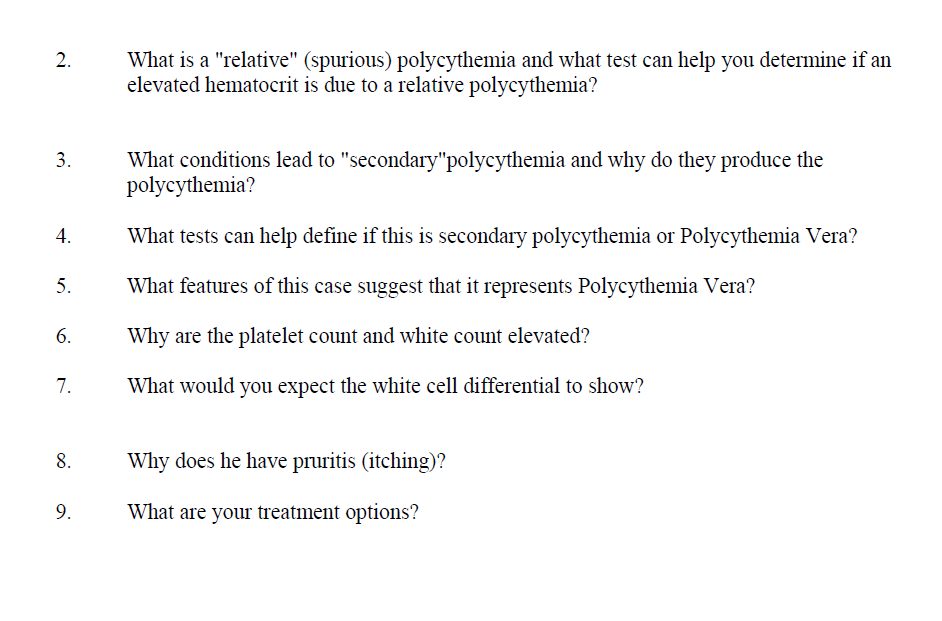 2. What is a "relative" (spurious) polycythemia and what test can help you determine if an
elevated hematocrit is due to a relative polycythemia?
3. What conditions lead to "secondary"polycythemia and why do they produce the
polycythemia?
4. What tests can help define if this is secondary polycythemia or Polycythemia Vera?
5. What features of this case suggest that it represents Polycythemia Vera?
6. Why are the platelet count and white count elevated?
7. What would you expect the white cell differential to show?
8. Why does he have pruritis (itching)?
9. What are your treatment options?